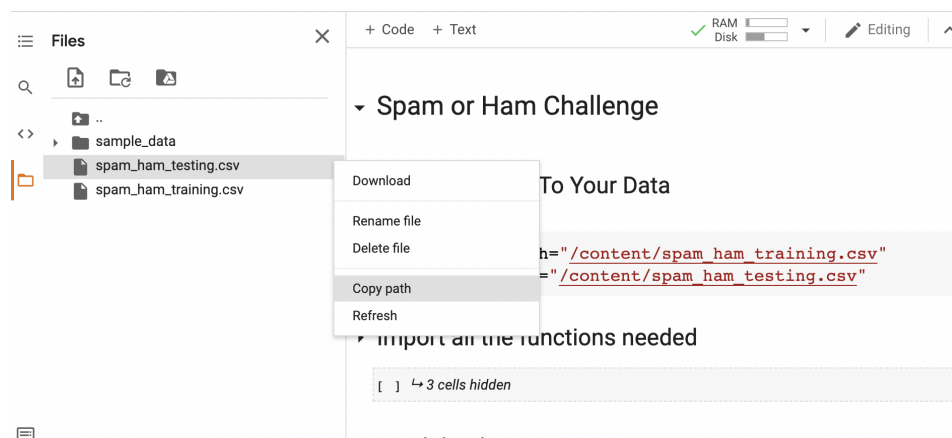 Files
..
sample_data
spam_ham_testing.csv
spam_ham_training.csv
Download
Rename file
Delete file
Copy path
Refresh
+ Code + Text
RAM
Disk
Editing
Spam or Ham Challenge
To Your Data
h="/content/spam_ham_training.csv"
="/content/spam_ham_testing.csv"
Import all the functions needed
[ ] ↳ 3 cells hidden